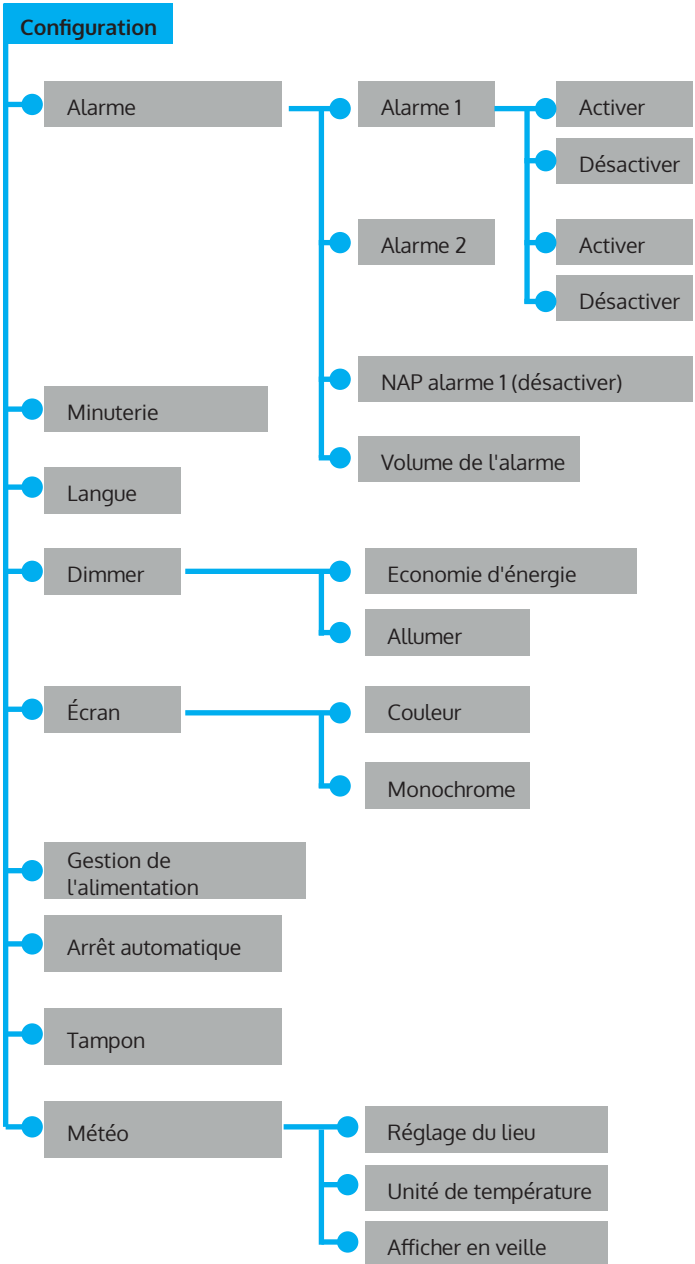 Configuration
Alarme
Alarme 1
Activer
Désactiver
Alarme 2
Activer
Désactiver
NAP alarme 1 (désactiver)
Volume de l'alarme
Minuterie
Langue
Dimmer
Economie d'énergie
Allumer
Écran
Couleur
Monochrome
Gestion de
l'alimentation
Arrêt automatique
Tampon
Météo
Réglage du lieu
Unité de température
Afficher en veille